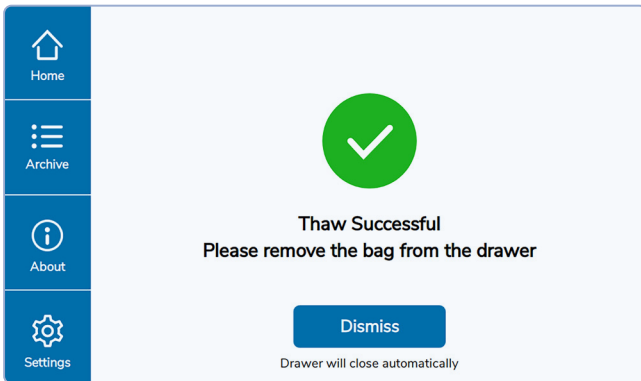 Home
Archive
About
Settings
Thaw Successful
Please remove the bag from the drawer
Dismiss
Drawer will close automatically